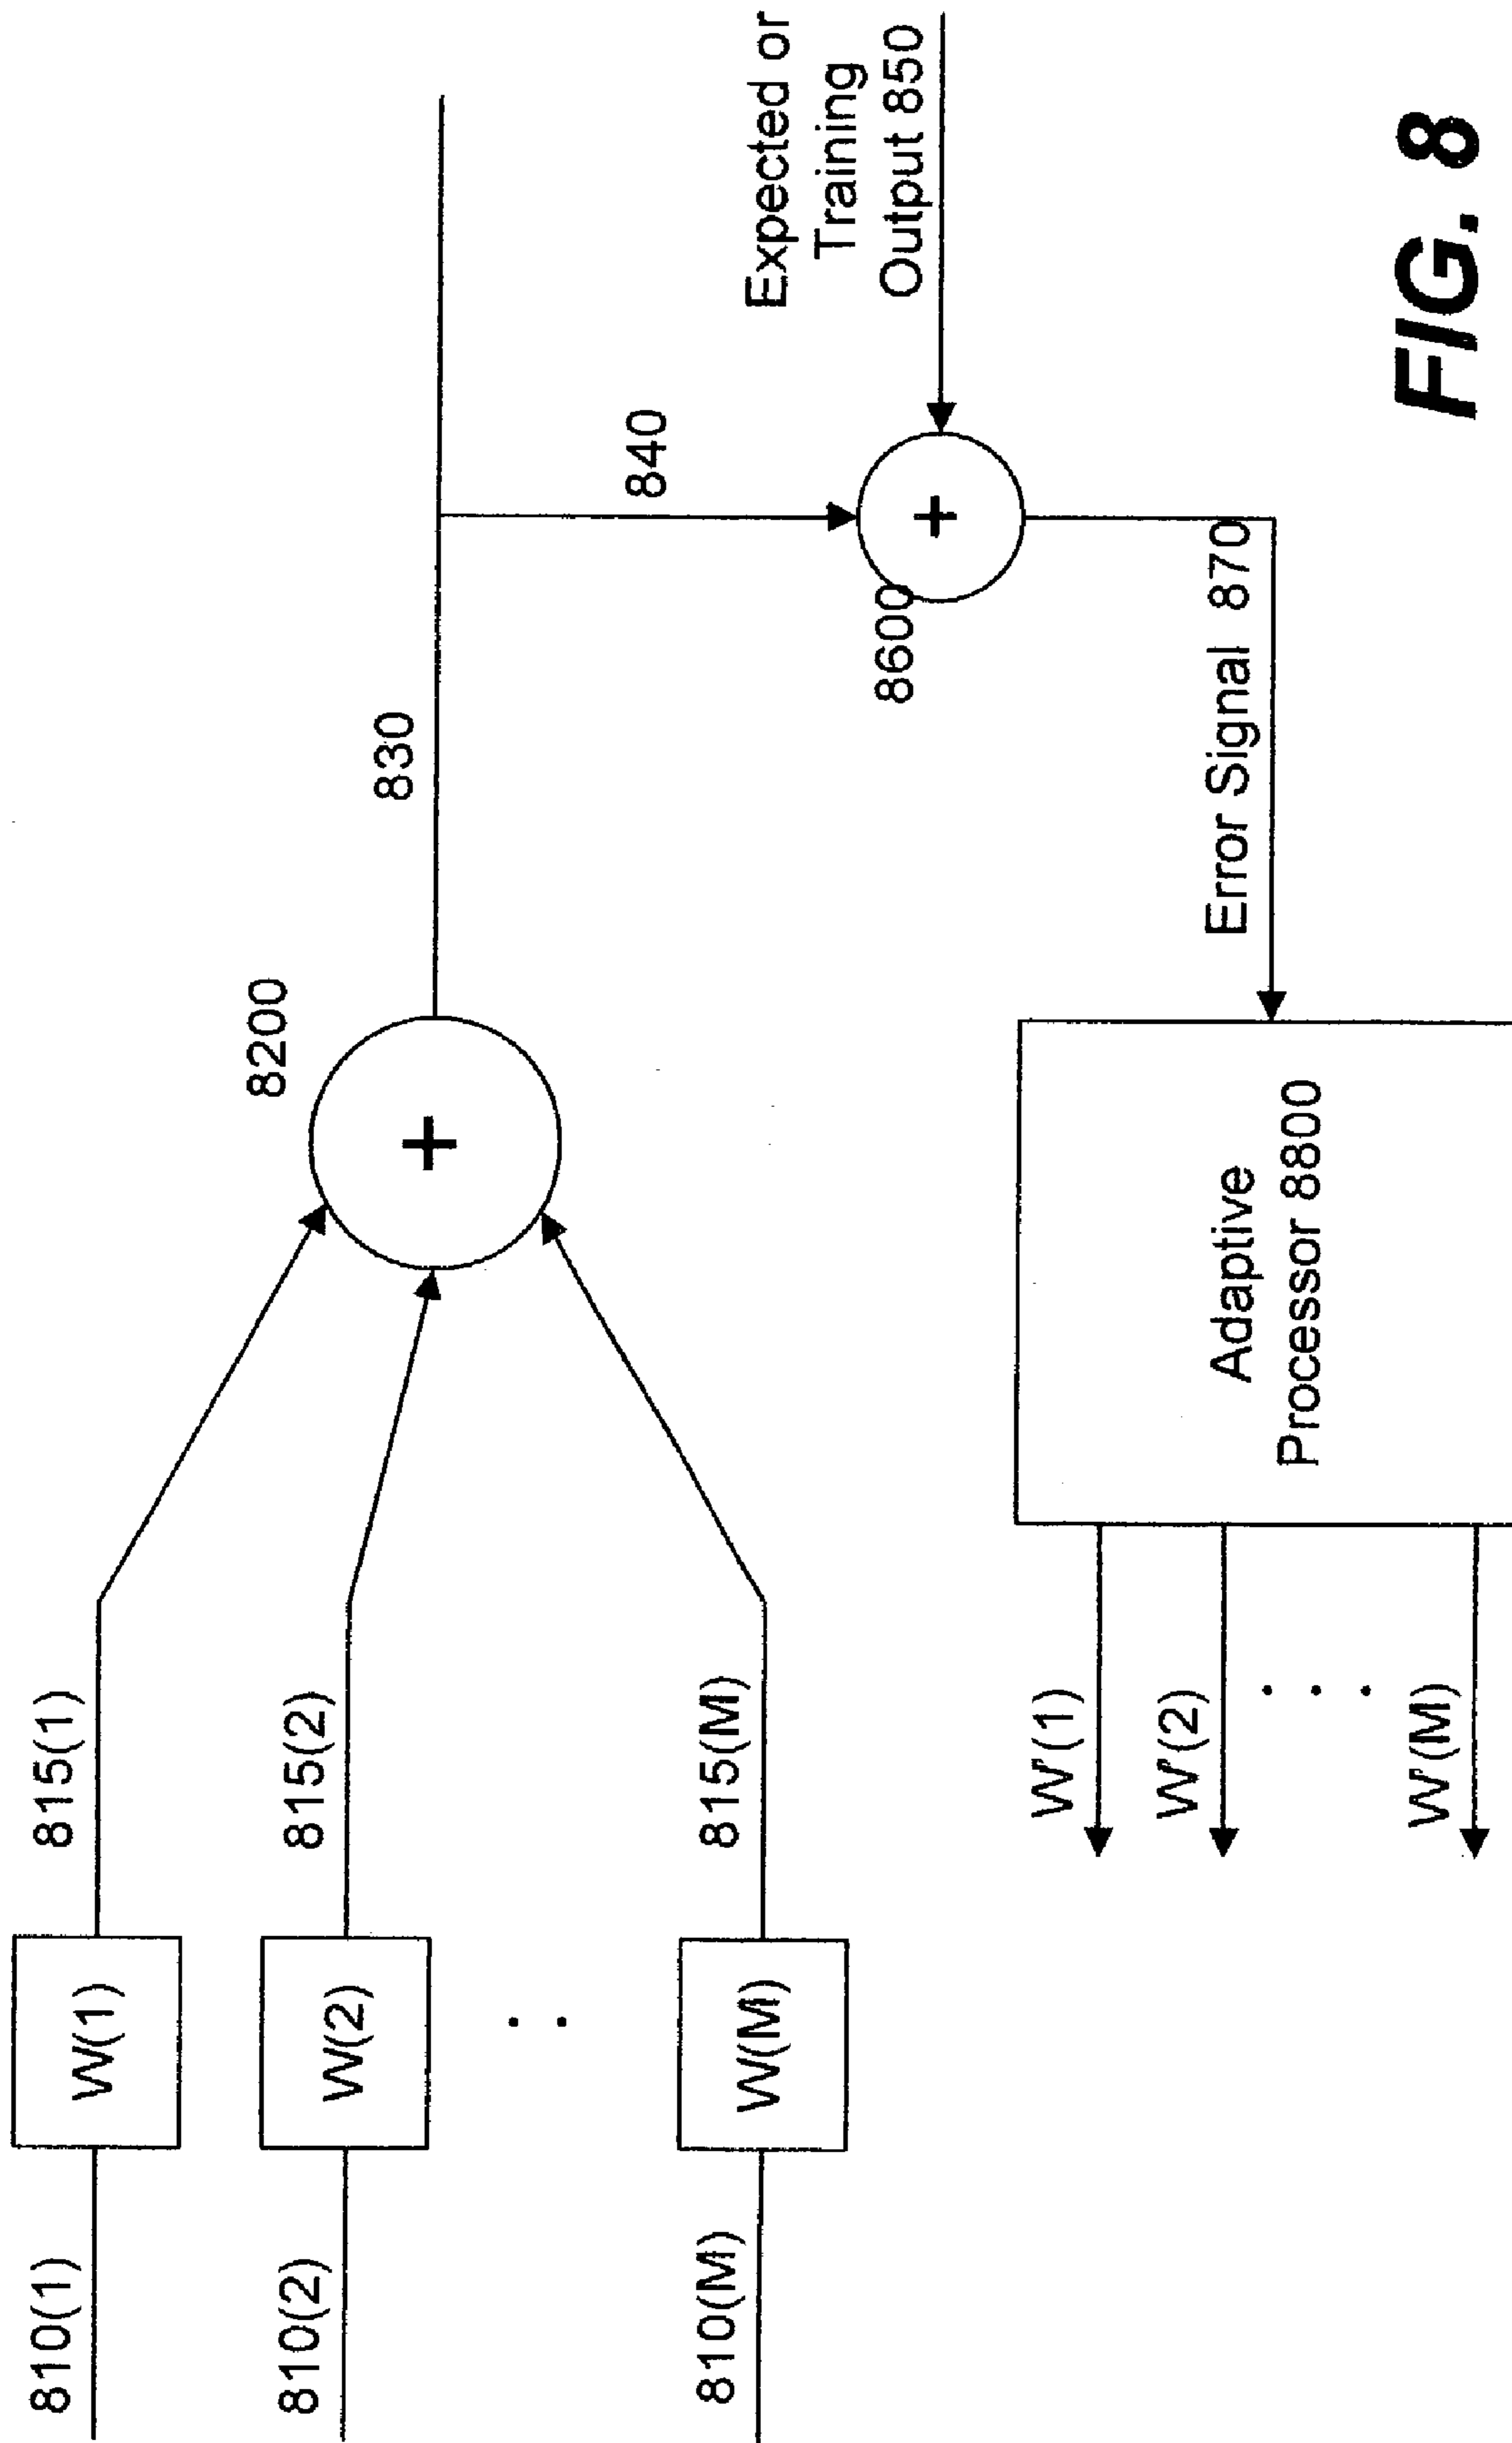 810(1)
W(1)
815(1)
810(2)
W(2)
815(2)
810(M)
W(M)
815(M)
8200
+
830
840
Expected or
Training
Output 850
8600
+
Error Signal 870
Adaptive
Processor 8800
W'(1)
W'(2)
W'(M)
FIG. 8